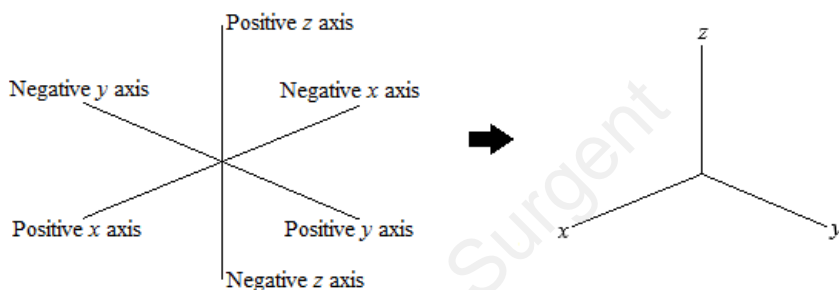 Positive z axis
z
Negative y axis
Negative x axis
Surgent
Positive x axis
Positive y axis
x
y
Negative z axis